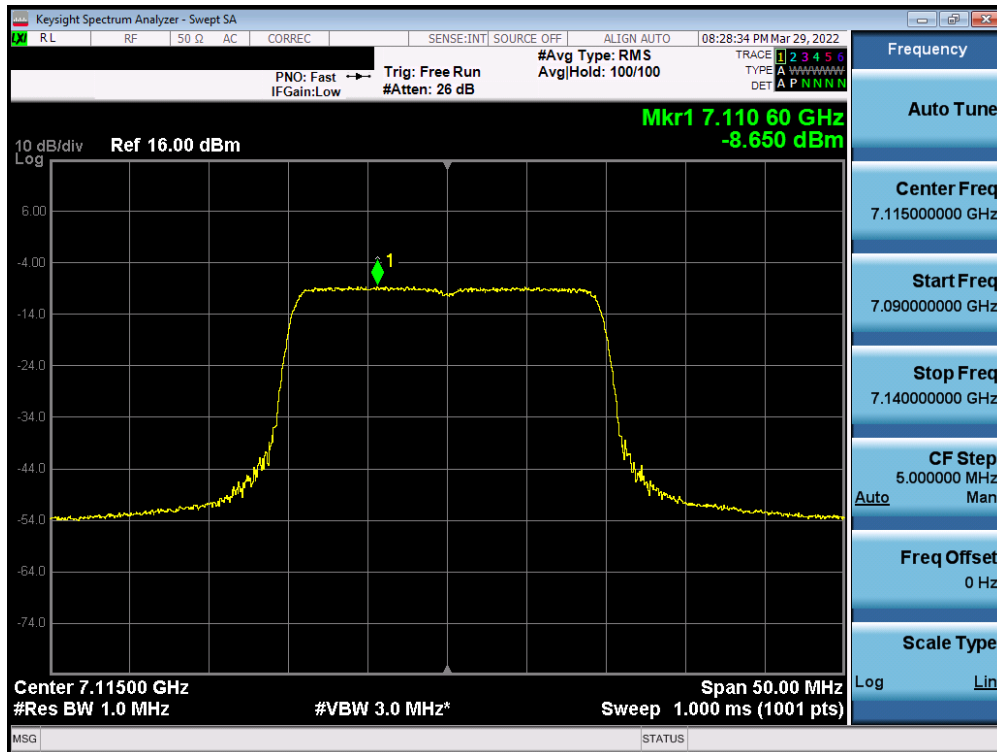 Keysight Spectrum Analyzer - Swept SA
LXI RL RF 50 Ω AC CORREC SENSE:INT SOURCE OFF ALIGN AUTO 08:28:34 PM Mar 29, 2022
PNO: Fast Trig: Free Run #Avg Type: RMS TRACE 1 2 3 4 5 6
IFGain:Low #Atten: 26 dB Avg|Hold: 100/100 TYPE A WWWWW
DET A P N N N N
Mkr1 7.110 60 GHz
-8.650 dBm
10 dB/div Ref 16.00 dBm
Log
6.00
-4.00
1
-14.0
-24.0
-34.0
-44.0
-54.0
-64.0
-74.0
Center 7.11500 GHz Span 50.00 MHz
#Res BW 1.0 MHz #VBW 3.0 MHz* Sweep 1.000 ms (1001 pts)
MSG STATUS
Frequency
Auto Tune
Center Freq
7.115000000 GHz
Start Freq
7.090000000 GHz
Stop Freq
7.140000000 GHz
CF Step
5.000000 MHz
Auto Man
Freq Offset
0 Hz
Scale Type
Log Lin